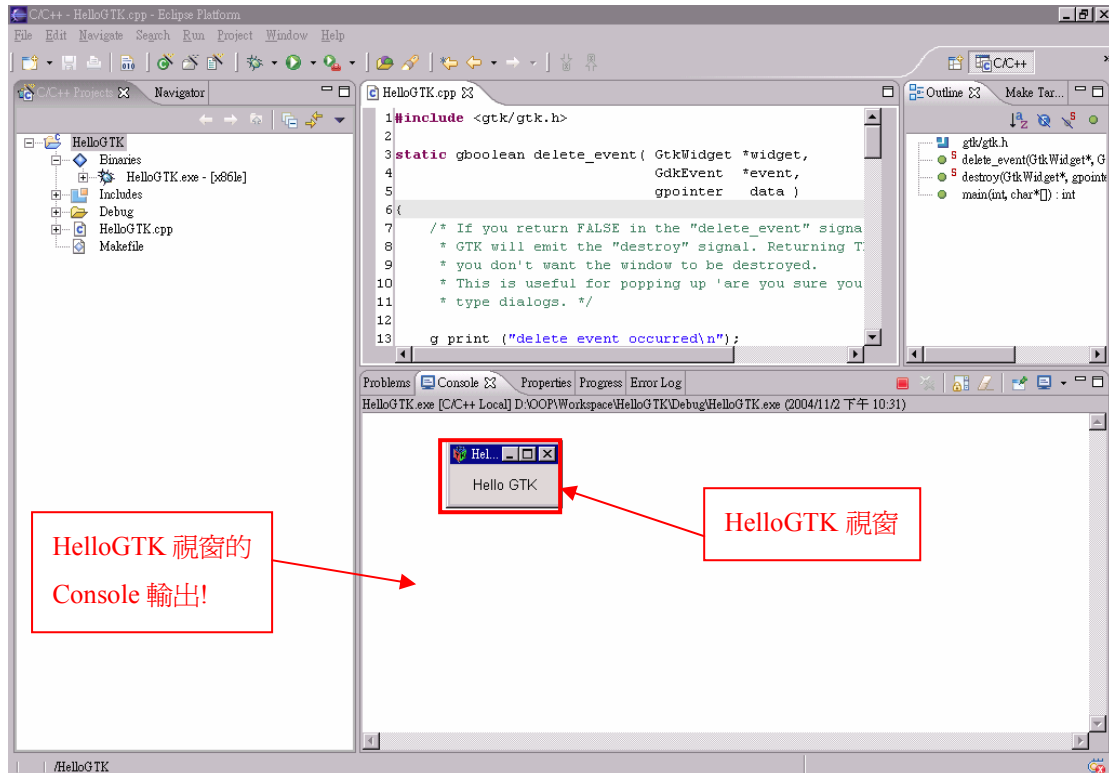 C/C++ - HelloGTK.cpp - Eclipse Platform
File Edit Navigate Search Run Project Window Help
C/C++
C/C++ Projects Navigator
HelloGTK
Binaries
HelloGTK.exe - [x86le]
Includes
Debug
HelloGTK.cpp
Makefile
HelloGTK.cpp
1 #include <gtk/gtk.h>
2
3 static gboolean delete_event( GtkWidget *widget,
4 GdkEvent *event,
5 gpointer data )
6 {
7 /* If you return FALSE in the "delete_event" signa
8 * GTK will emit the "destroy" signal. Returning T
9 * you don't want the window to be destroyed.
10 * This is useful for popping up 'are you sure you
11 * type dialogs. */
12
13 g_print ("delete event occurred\n");
Outline Make Tar...
gtk/gtk.h
delete_event(GtkWidget*, G
destroy(GtkWidget*, gpointe
main(int, char*[]) : int
Problems Console Properties Progress Error Log
HelloGTK.exe [C/C++ Local] D:\OOP\Workspace\HelloGTK\Debug\HelloGTK.exe (2004/11/2 下午 10:31)
Hel...
Hello GTK
HelloGTK 視窗
HelloGTK 視窗的
Console 輸出!
/HelloGTK